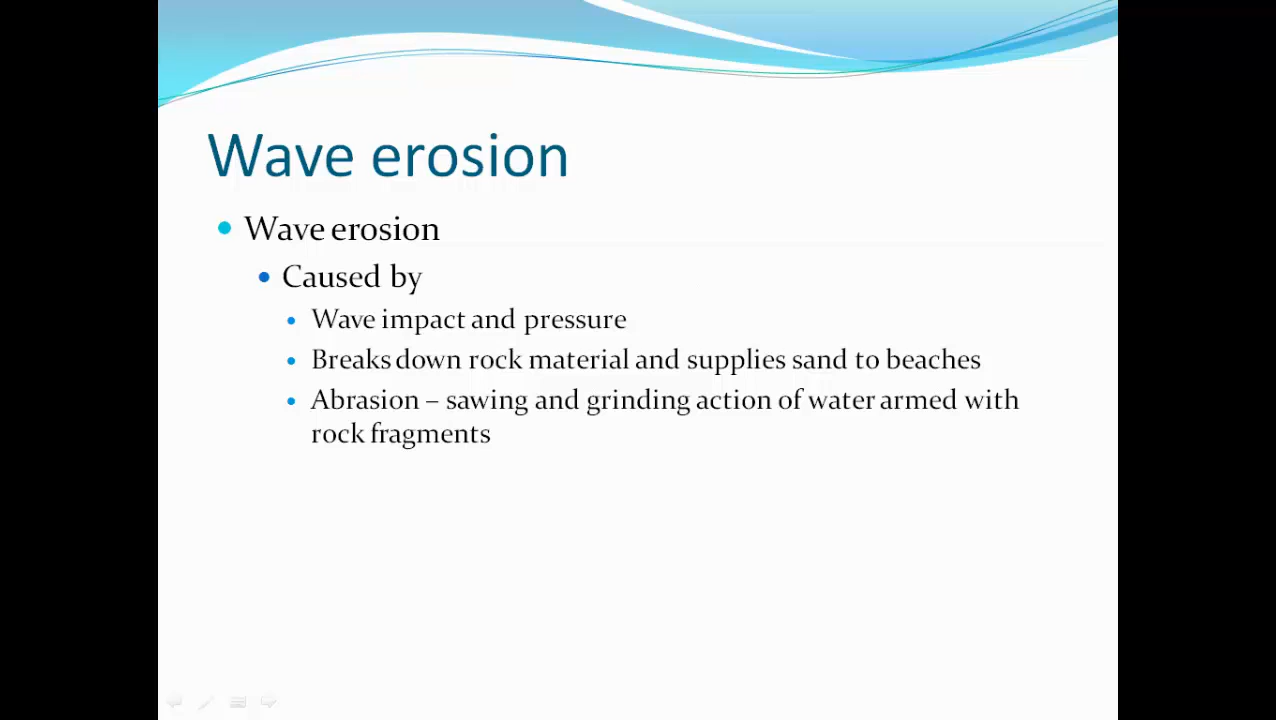 Wave erosion
Wave erosion
Caused by
Wave impact and pressure
Breaks down rock material and supplies sand to beaches
Abrasion – sawing and grinding action of water armed with
rock fragments